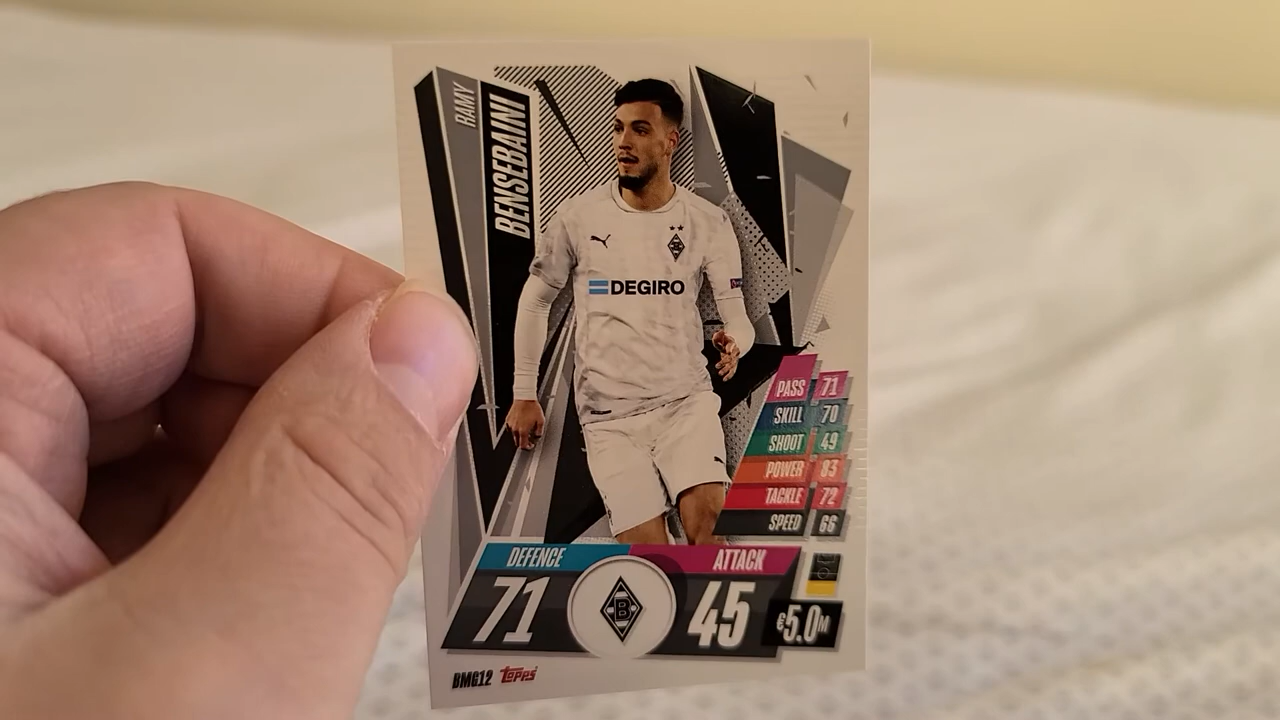 RAMY
BENSEBAINI
DEGIRO
PASS 71
SKILL 70
SHOOT 49
POWER 83
TACKLE 72
SPEED 66
DEFENCE
71
B
ATTACK
45
€5.0M
BMG12 Topps